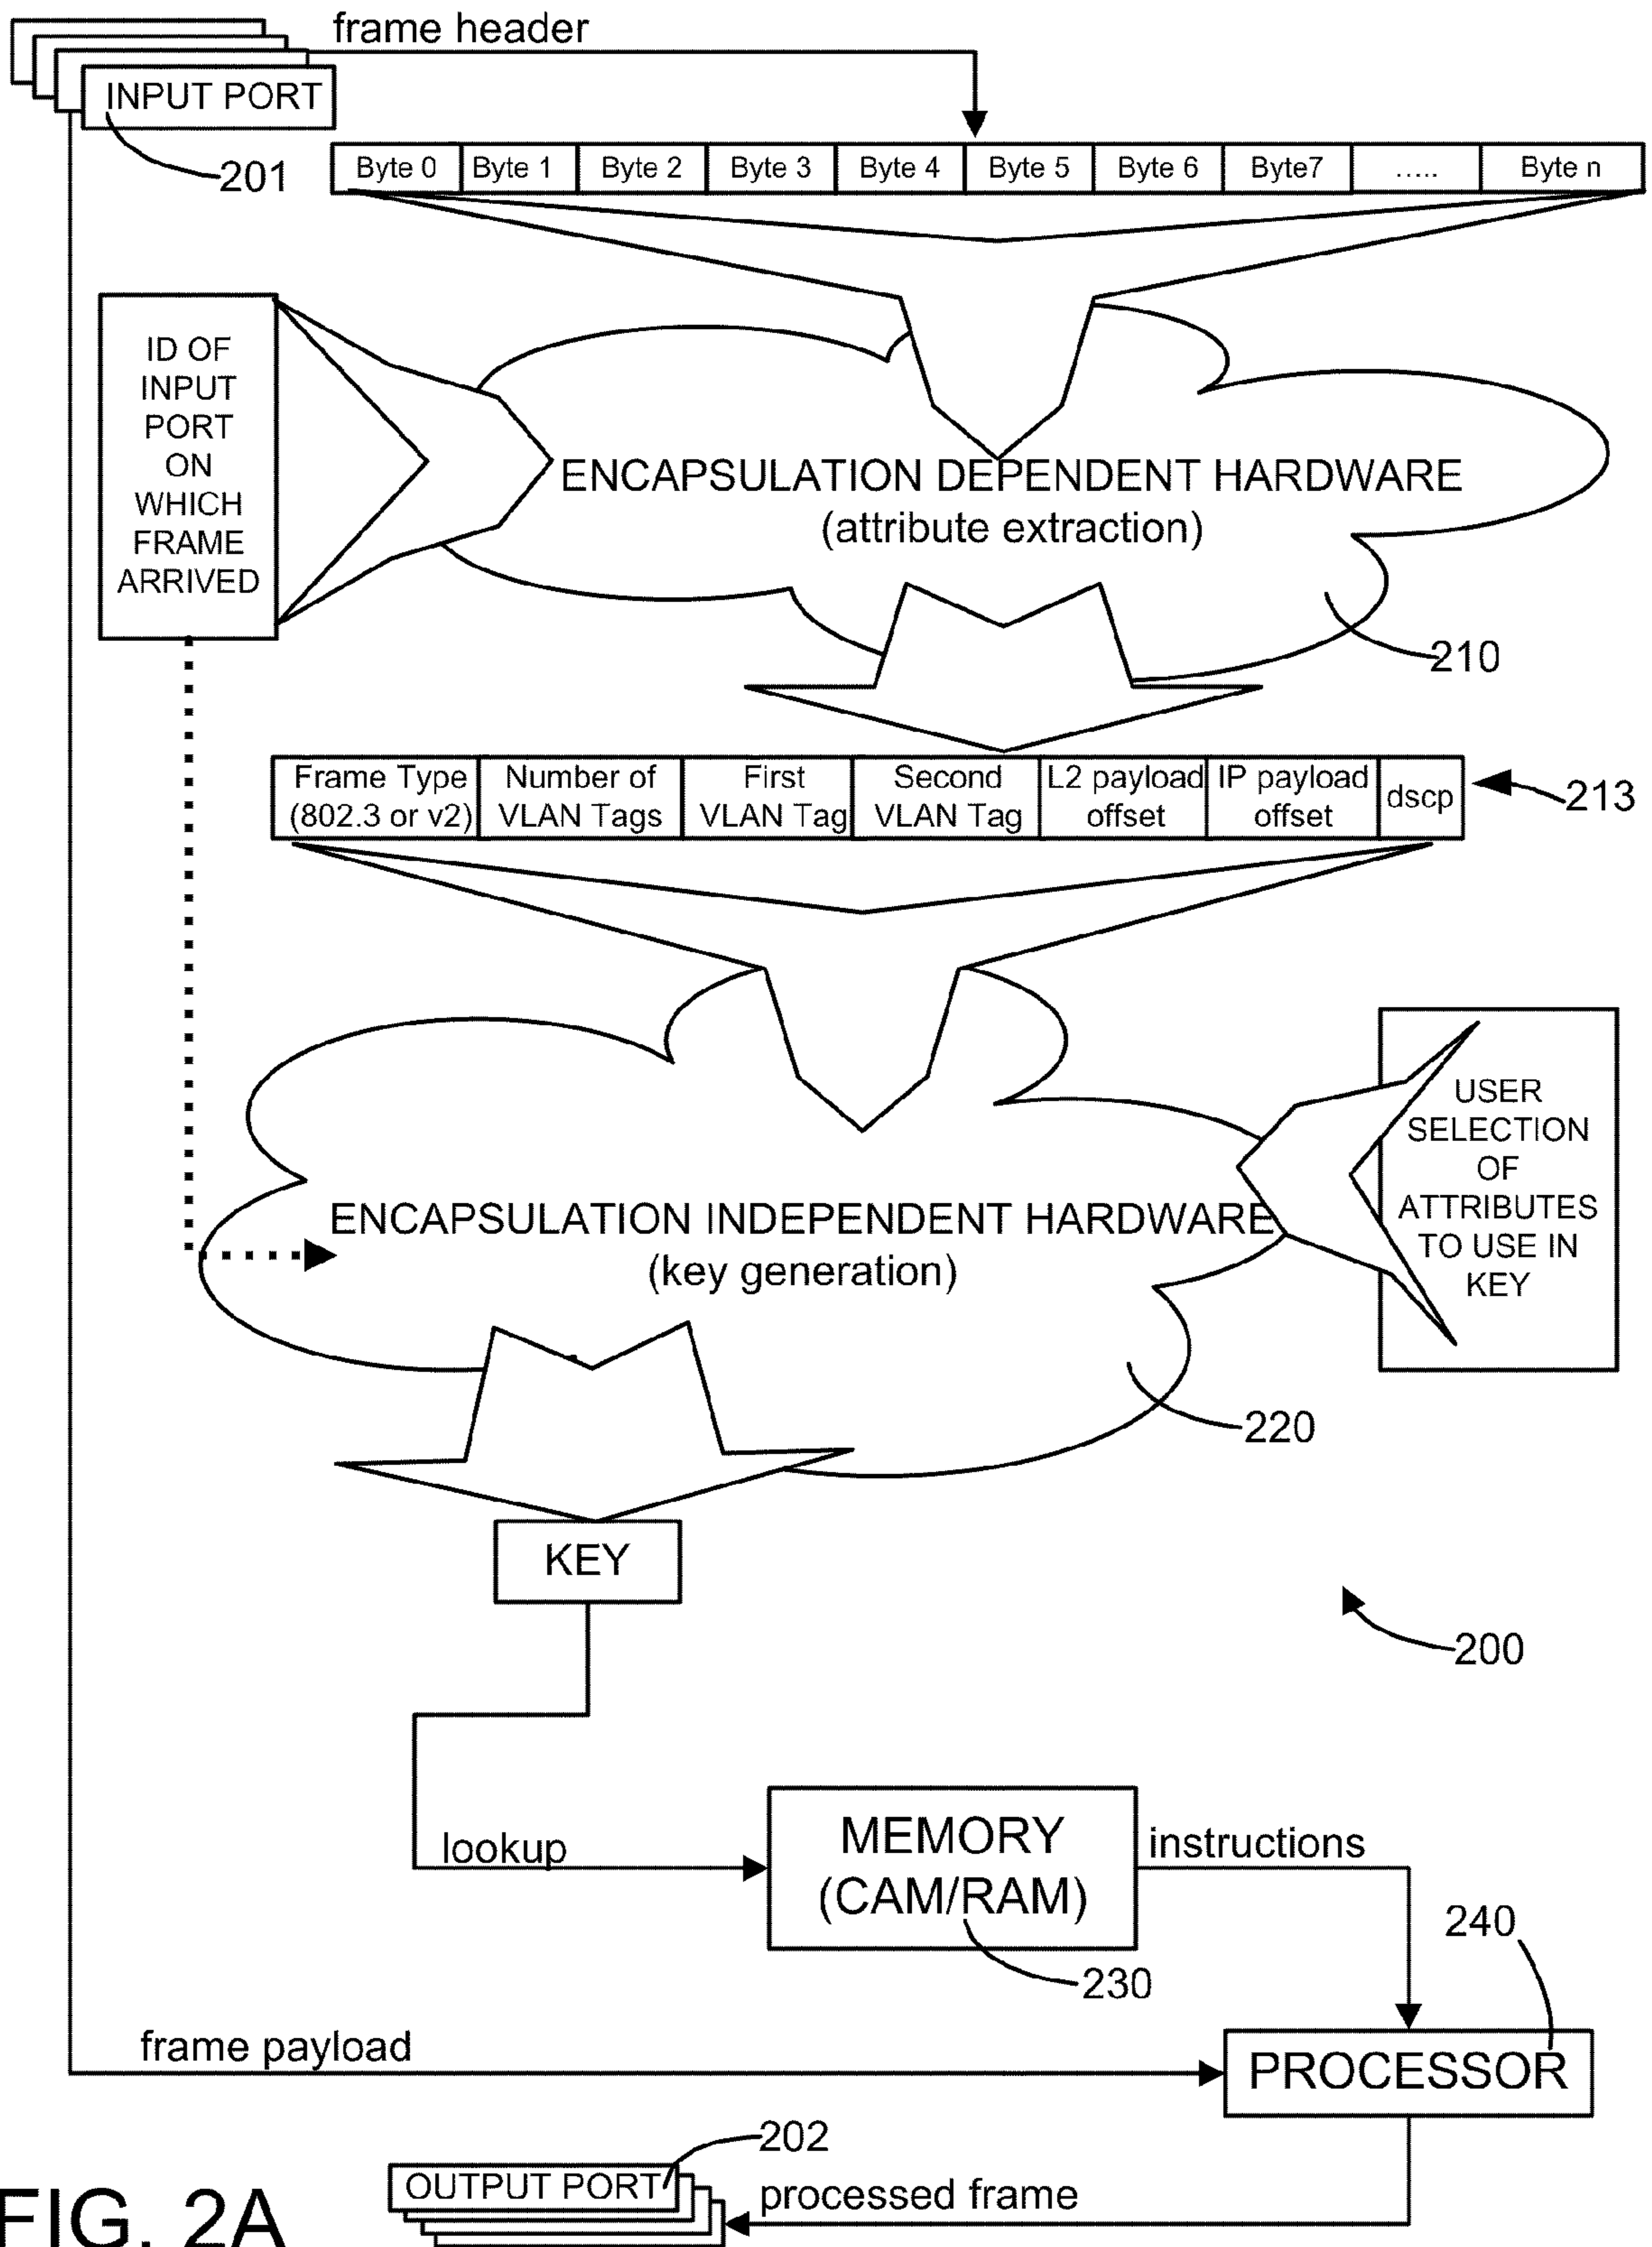 frame header
INPUT PORT
201
Byte 0 Byte 1 Byte 2 Byte 3 Byte 4 Byte 5 Byte 6 Byte7 ..... Byte n
ID OF
INPUT
PORT
ON
WHICH
FRAME
ARRIVED
ENCAPSULATION DEPENDENT HARDWARE
(attribute extraction)
210
Frame Type
(802.3 or v2)
Number of
VLAN Tags
First
VLAN Tag
Second
VLAN Tag
L2 payload
offset
IP payload
offset
dscp
213
USER
SELECTION
OF
ATTRIBUTES
TO USE IN
KEY
ENCAPSULATION INDEPENDENT HARDWARE
(key generation)
220
KEY
200
lookup
MEMORY
(CAM/RAM)
230
instructions
240
frame payload
PROCESSOR
202
OUTPUT PORT
processed frame
FIG. 2A